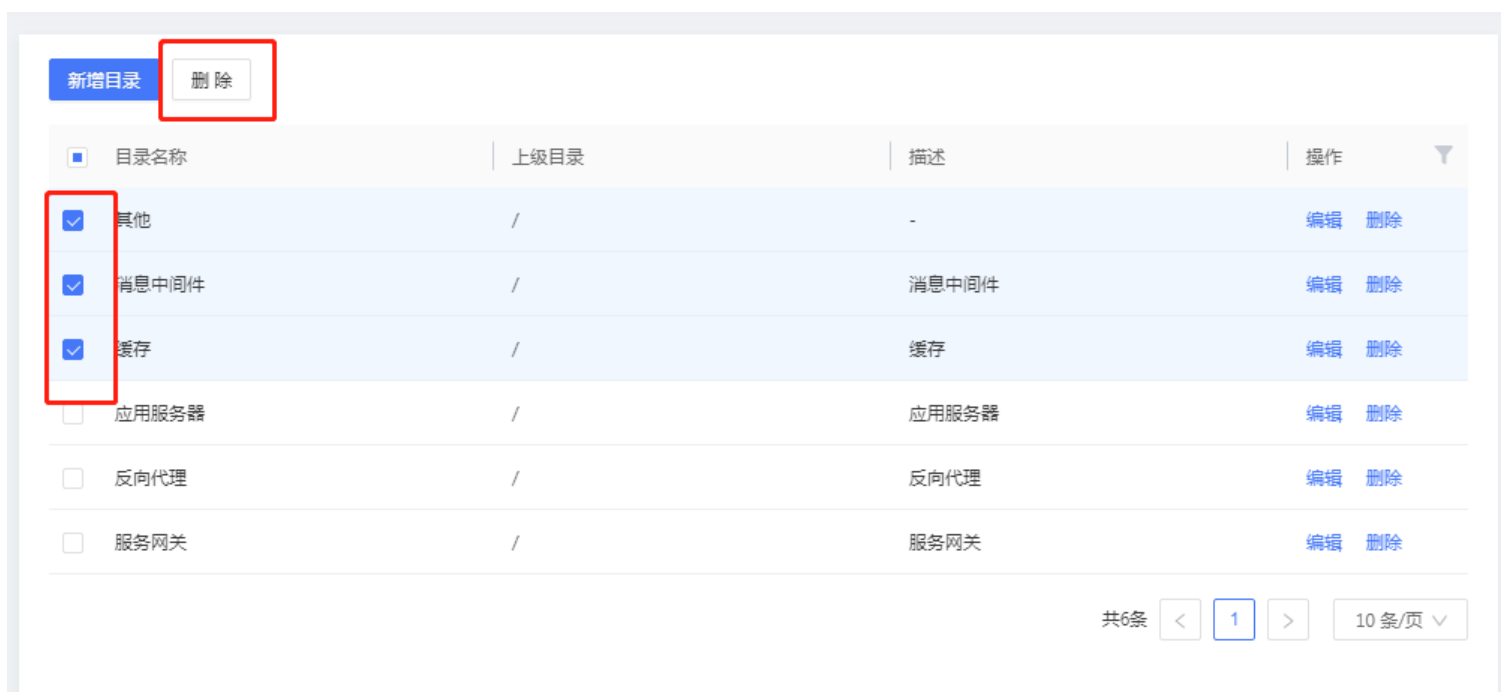 新增目录 删 除
目录名称 上级目录 描述 操作
其他 / - 编辑 删除
消息中间件 / 消息中间件 编辑 删除
缓存 / 缓存 编辑 删除
应用服务器 / 应用服务器 编辑 删除
反向代理 / 反向代理 编辑 删除
服务网关 / 服务网关 编辑 删除
共6条 < 1 > 10 条/页